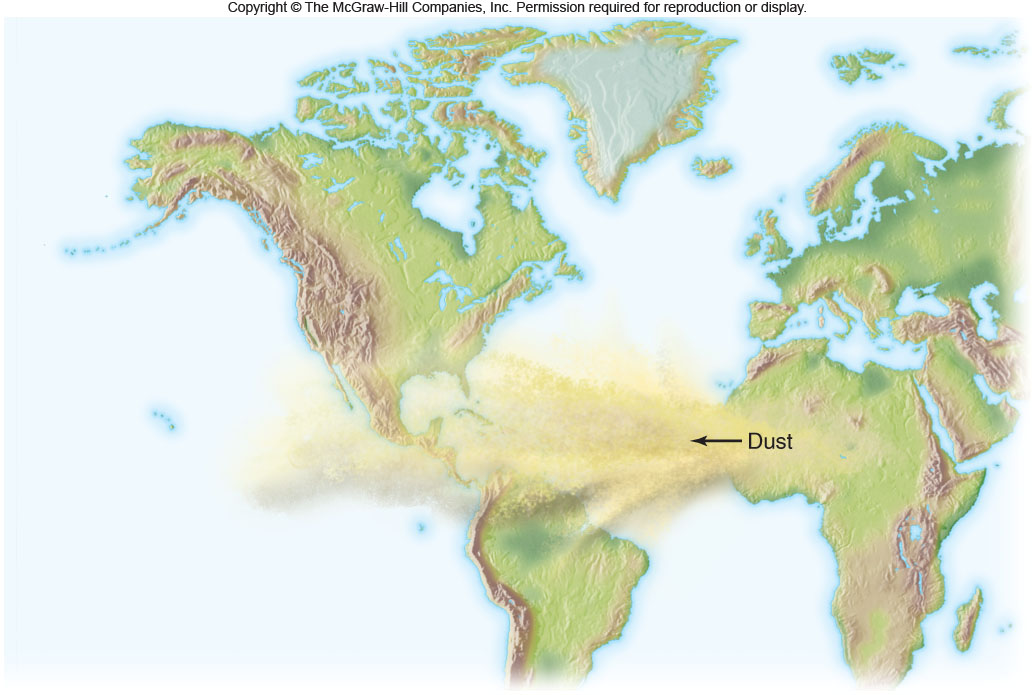 Copyright © The McGraw-Hill Companies, Inc. Permission required for reproduction or display.
Dust